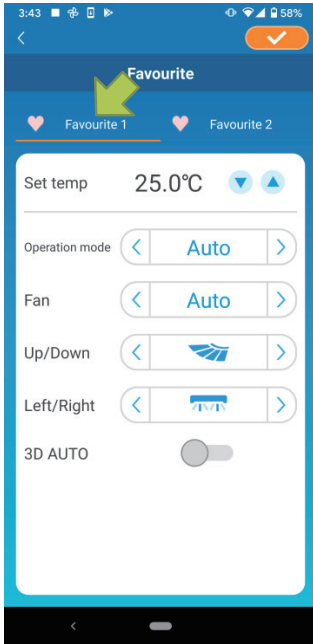 3:43 58%
Favourite
Favourite 1 Favourite 2
Set temp 25.0°C
Operation mode Auto
Fan Auto
Up/Down
Left/Right
3D AUTO